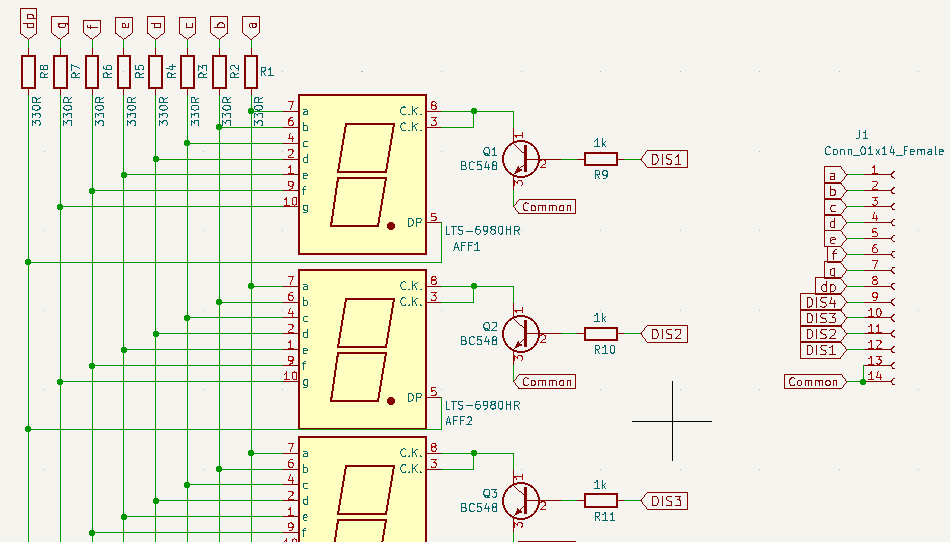 dp g f e d c b a
R8 R7 R6 R5 R4 R3 R2 R1
330R 330R 330R 330R 330R 330R 330R 330R
7 a C.K. 8
6 b C.K. 3
4 c
2 d
1 e
9 f
10 g
DP 5
LTS-6980HR
AFF1
Q1
BC548
1
2
3
1k
R9
DIS1
Common
7 a C.K. 8
6 b C.K. 3
4 c
2 d
1 e
9 f
10 g
DP 5
LTS-6980HR
AFF2
Q2
BC548
1
2
3
1k
R10
DIS2
Common
7 a C.K. 8
6 b C.K. 3
4 c
2 d
1 e
9 f
Q3
BC548
1
2
3
1k
R11
DIS3
J1
Conn_01x14_Female
a 1
b 2
c 3
d 4
e 5
f 6
g 7
dp 8
DIS4 9
DIS3 10
DIS2 11
DIS1 12
13
Common 14